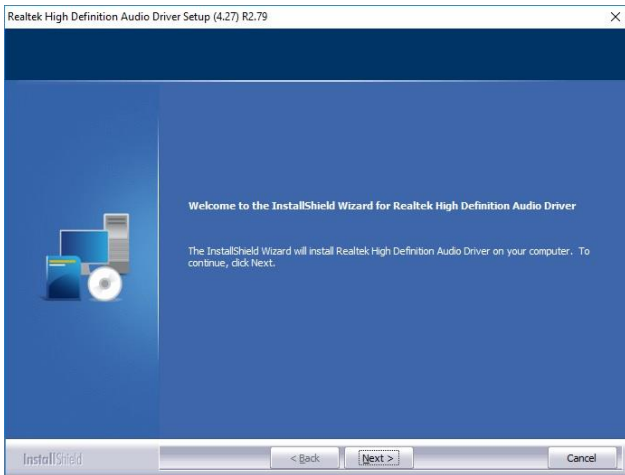 Realtek High Definition Audio Driver Setup (4.27) R2.79
Welcome to the InstallShield Wizard for Realtek High Definition Audio Driver
The InstallShield Wizard will install Realtek High Definition Audio Driver on your computer. To
continue, click Next.
InstallShield
< Back Next > Cancel